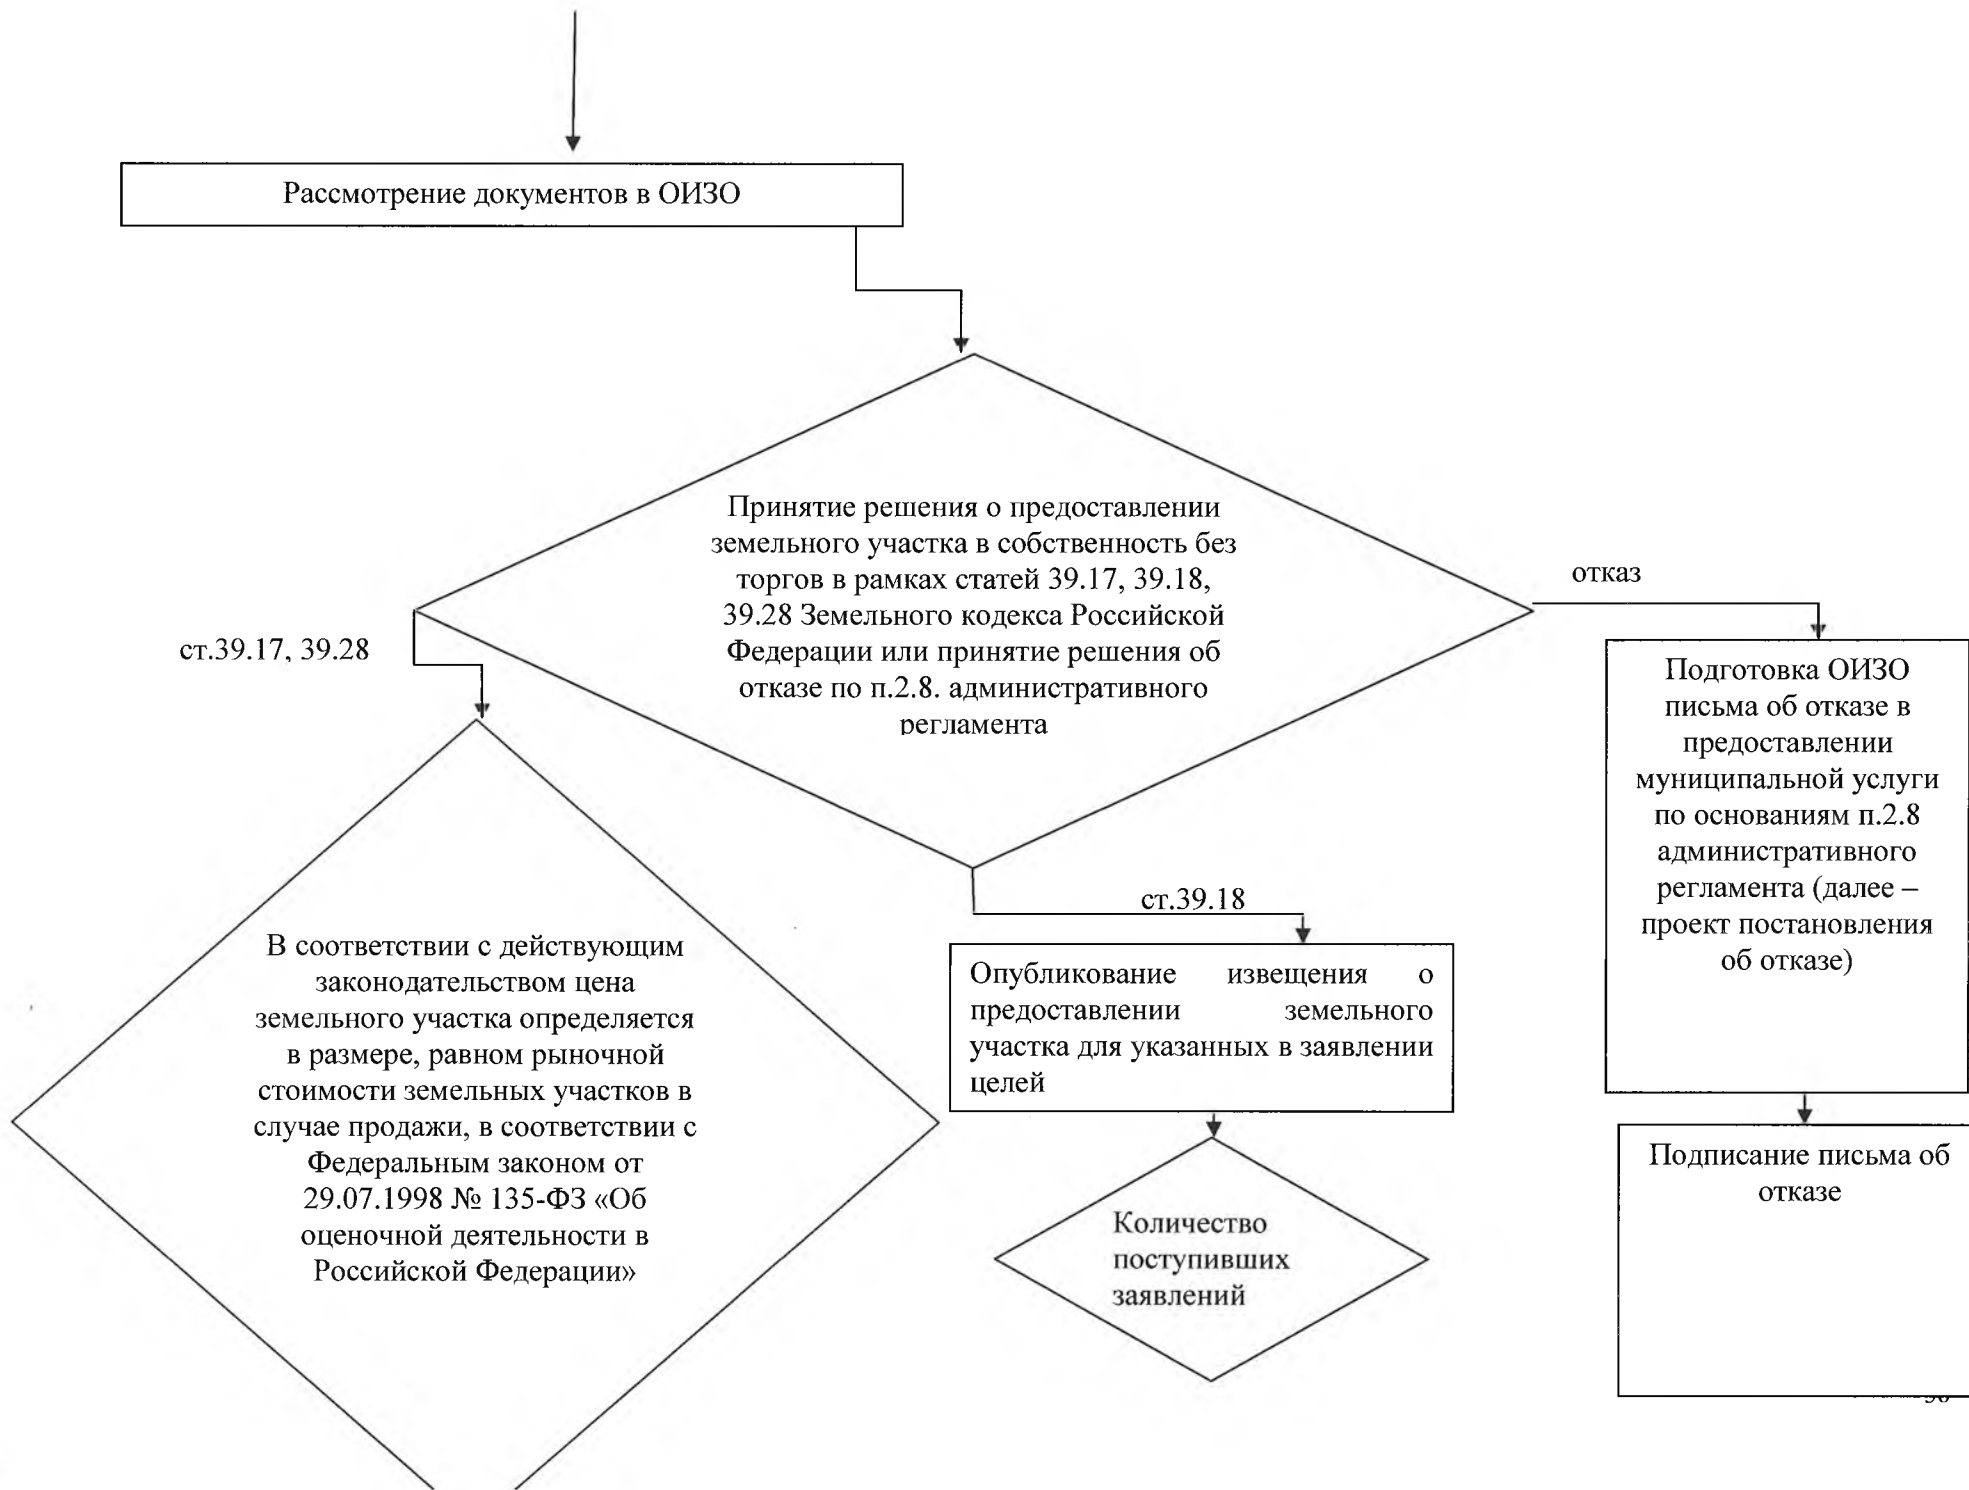 Рассмотрение документов в ОИЗО
Принятие решения о предоставлении
земельного участка в собственность без
торгов в рамках статей 39.17, 39.18,
39.28 Земельного кодекса Российской
Федерации или принятие решения об
отказе по п.2.8. административного
регламента
отказ
ст.39.17, 39.28
Подготовка ОИЗО
письма об отказе в
предоставлении
муниципальной услуги
по основаниям п.2.8
административного
регламента (далее –
проект постановления
об отказе)
ст.39.18
В соответствии с действующим
законодательством цена
земельного участка определяется
в размере, равном рыночной
стоимости земельных участков в
случае продажи, в соответствии с
Федеральным законом от
29.07.1998 № 135-ФЗ «Об
оценочной деятельности в
Российской Федерации»
Опубликование извещения о
предоставлении земельного
участка для указанных в заявлении
целей
Количество
поступивших
заявлений
Подписание письма об
отказе